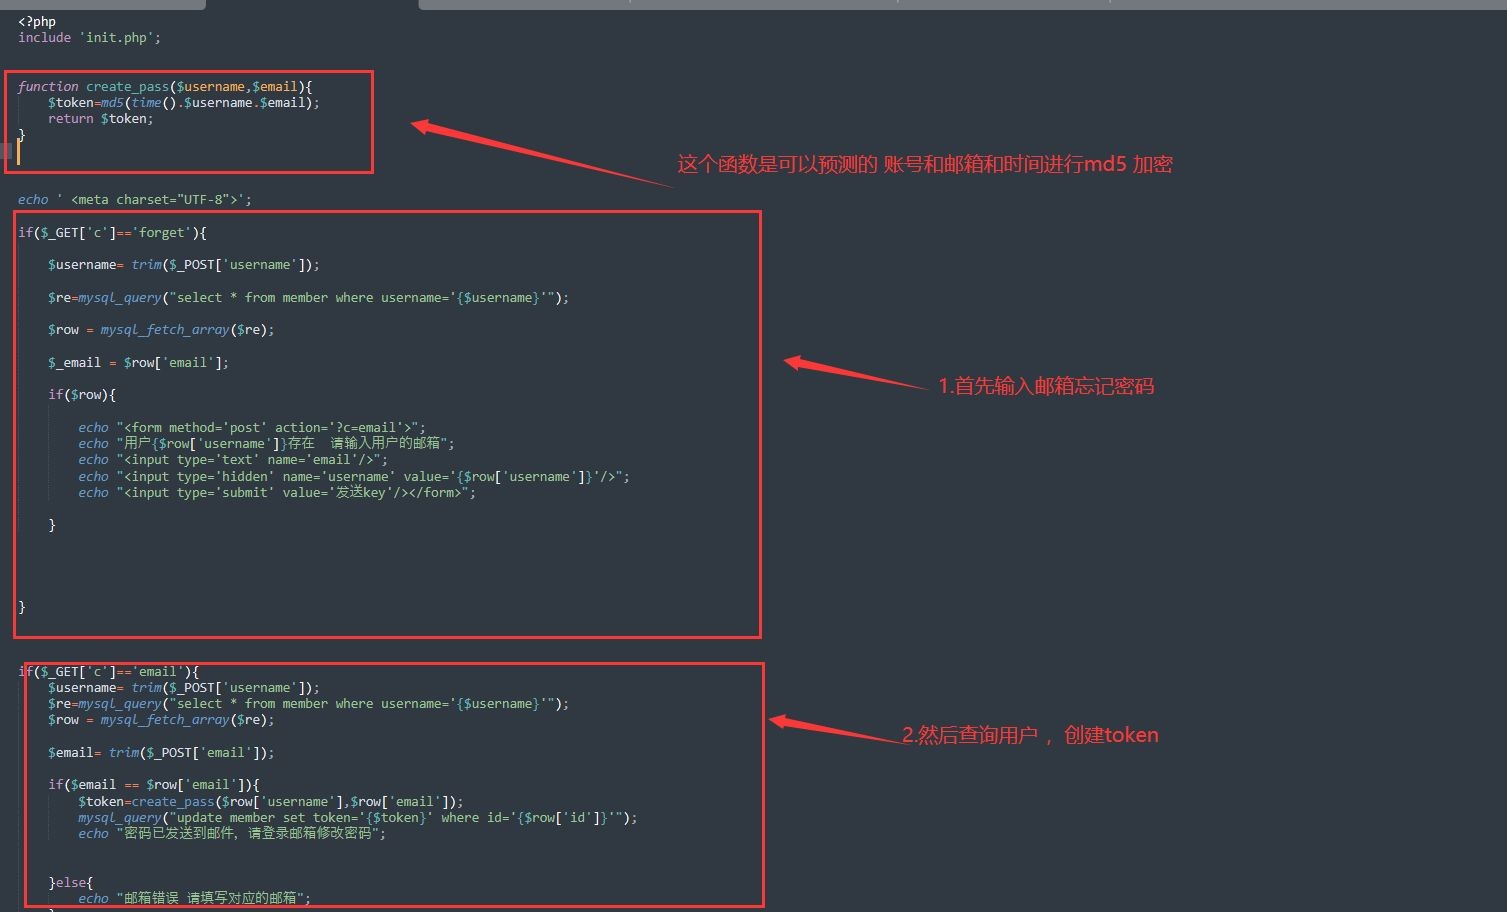 <?php
include 'init.php';
function create_pass($username,$email){
$token=md5(time().$username.$email);
return $token;
}
这个函数是可以预测的 账号和邮箱和时间进行md5 加密
echo ' <meta charset="UTF-8">';
if($_GET['c']=='forget'){
$username= trim($_POST['username']);
$re=mysql_query("select * from member where username='{$username}'");
$row = mysql_fetch_array($re);
$_email = $row['email'];
1.首先输入邮箱忘记密码
if($row){
echo "<form method='post' action='?c=email'>";
echo "用户{$row['username']}存在  请输入用户的邮箱";
echo "<input type='text' name='email'/>";
echo "<input type='hidden' name='username' value='{$row['username']}'/>";
echo "<input type='submit' value='发送key'/></form>";
}
}
if($_GET['c']=='email'){
$username= trim($_POST['username']);
$re=mysql_query("select * from member where username='{$username}'");
$row = mysql_fetch_array($re);
2.然后查询用户 ，创建token
$email= trim($_POST['email']);
if($email == $row['email']){
$token=create_pass($row['username'],$row['email']);
mysql_query("update member set token='{$token}' where id='{$row['id']}'");
echo "密码已发送到邮件，请登录邮箱修改密码";
}else{
echo "邮箱错误 请填写对应的邮箱";